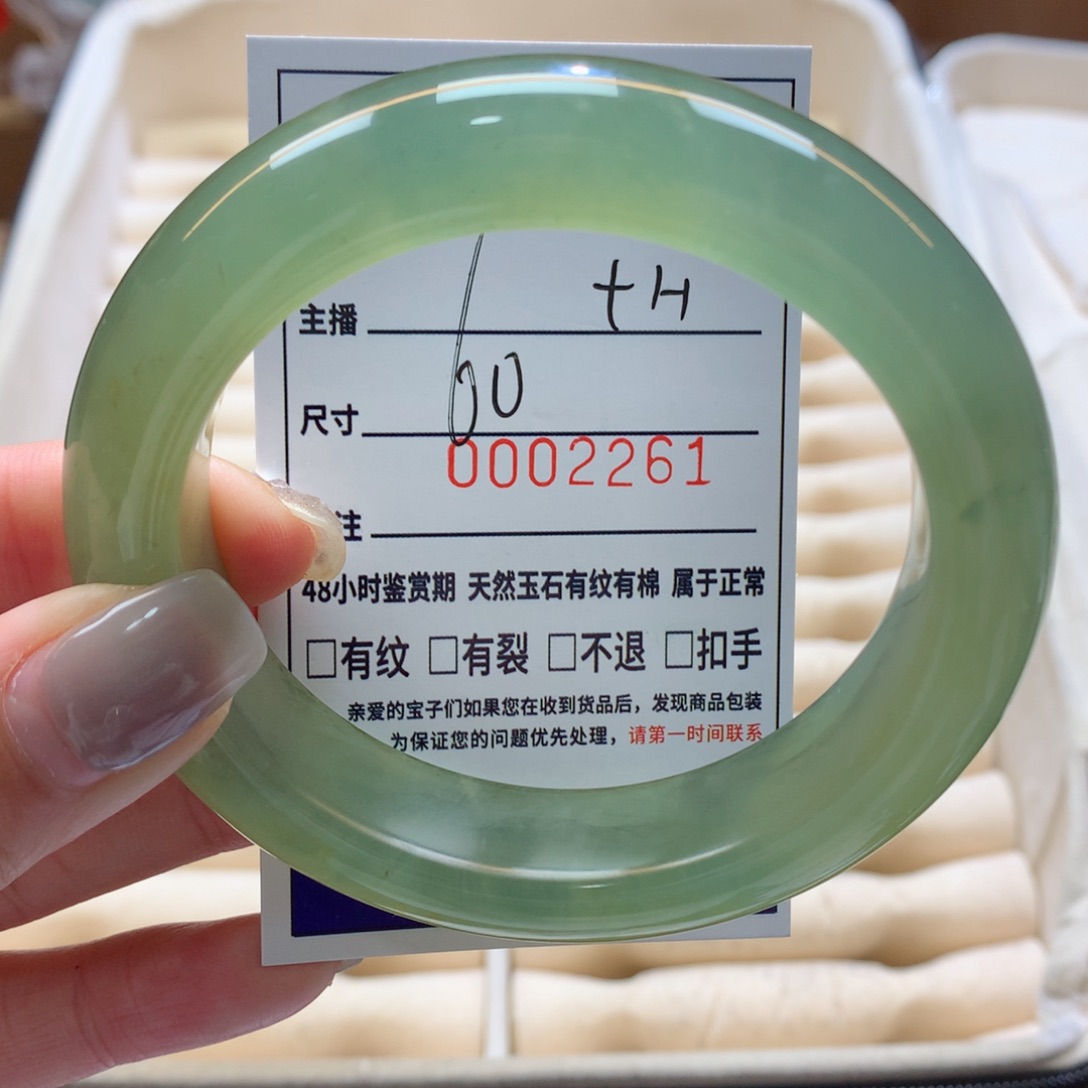 tH
主播
60
尺寸
0002261
注
48小时鉴赏期 天然玉石有纹有棉 属于正常
□有纹 □有裂 □不退 □扣手
亲爱的宝子们如果您在收到货品后，发现商品包装
为保证您的问题优先处理，请第一时间联系